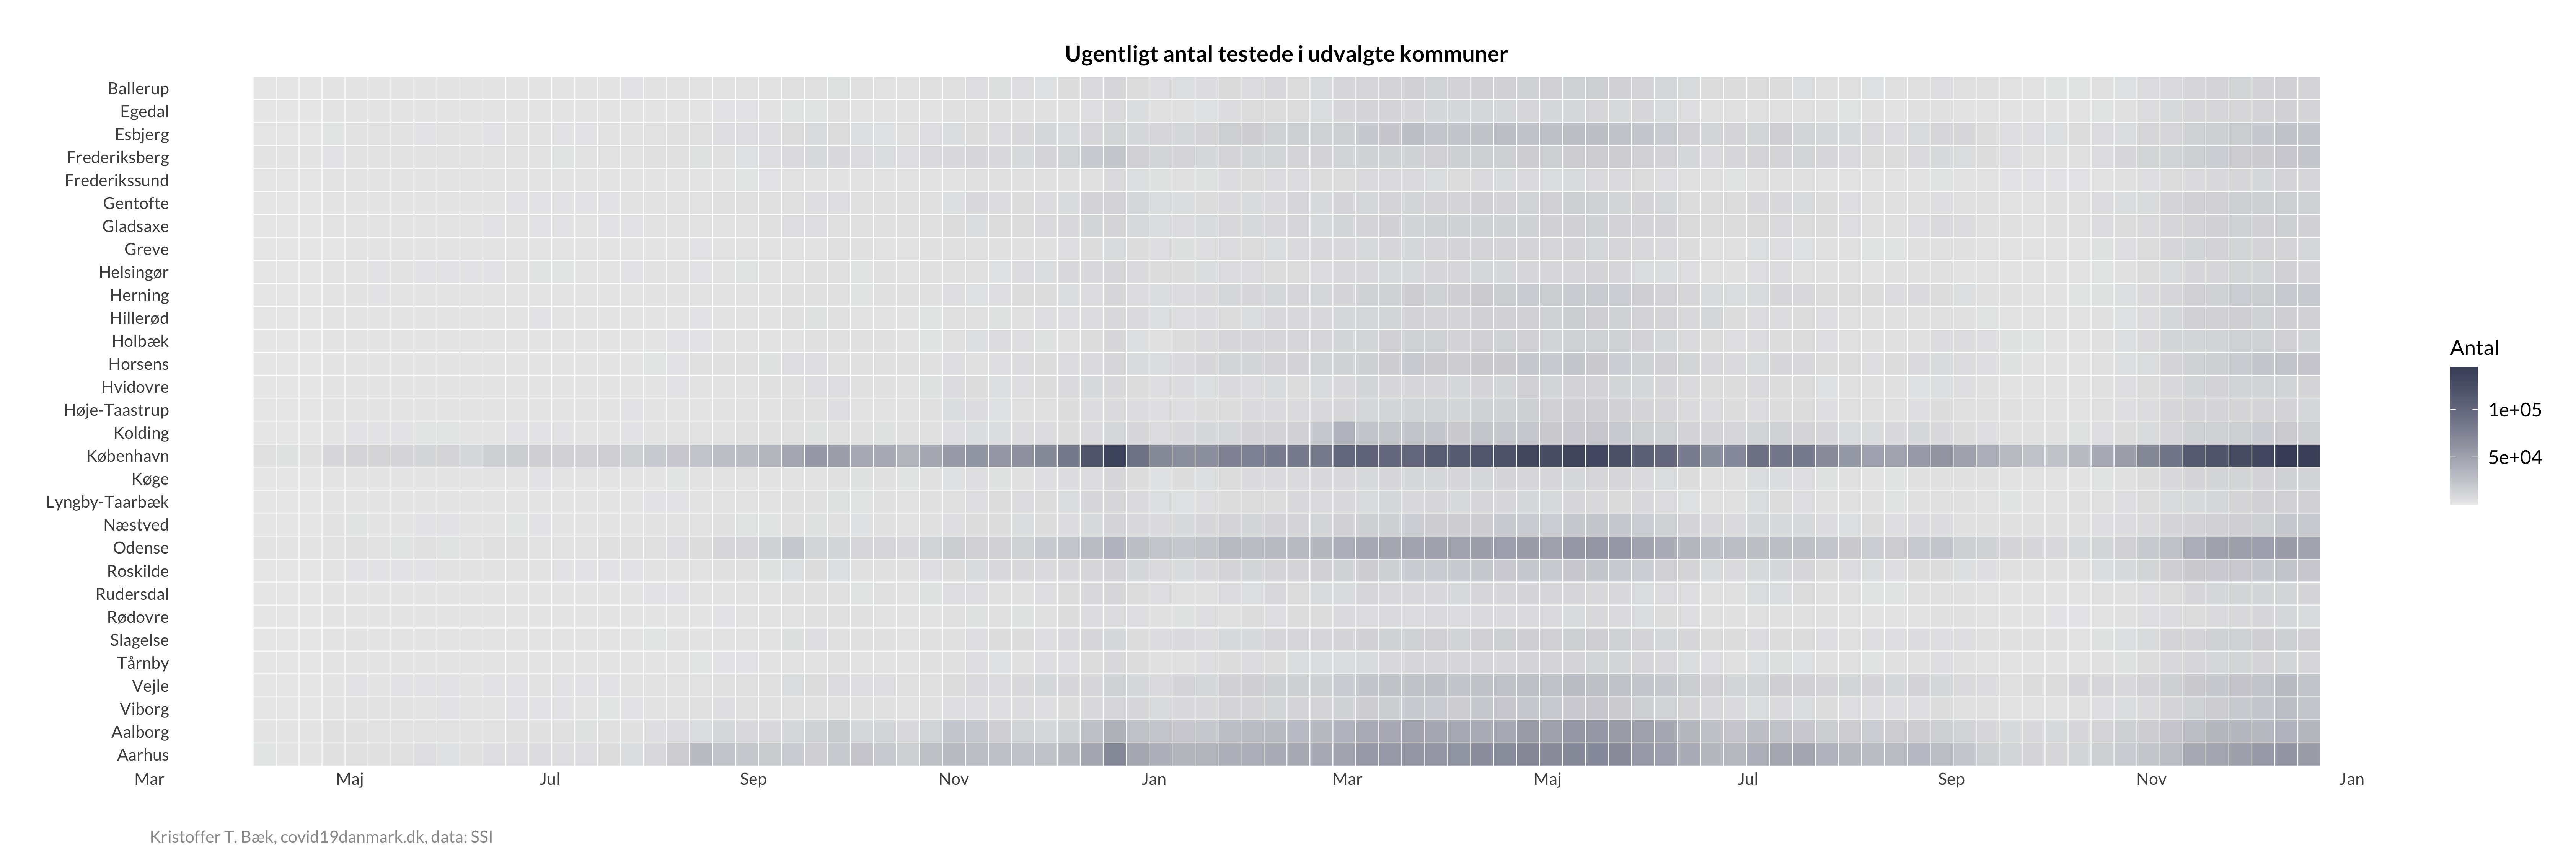 Ugentligt antal testede i udvalgte kommuner
Ballerup
Egedal
Esbjerg
Frederiksberg
Frederikssund
Gentofte
Gladsaxe
Greve
Helsingør
Herning
Hillerød
Holbæk
Horsens
Hvidovre
Høje-Taastrup
Kolding
København
Køge
Lyngby-Taarbæk
Næstved
Odense
Roskilde
Rudersdal
Rødovre
Slagelse
Tårnby
Vejle
Viborg
Aalborg
Aarhus
Mar Maj Jul Sep Nov Jan Mar Maj Jul Sep Nov Jan
Antal
1e+05
5e+04
Kristoffer T. Bæk, covid19danmark.dk, data: SSI